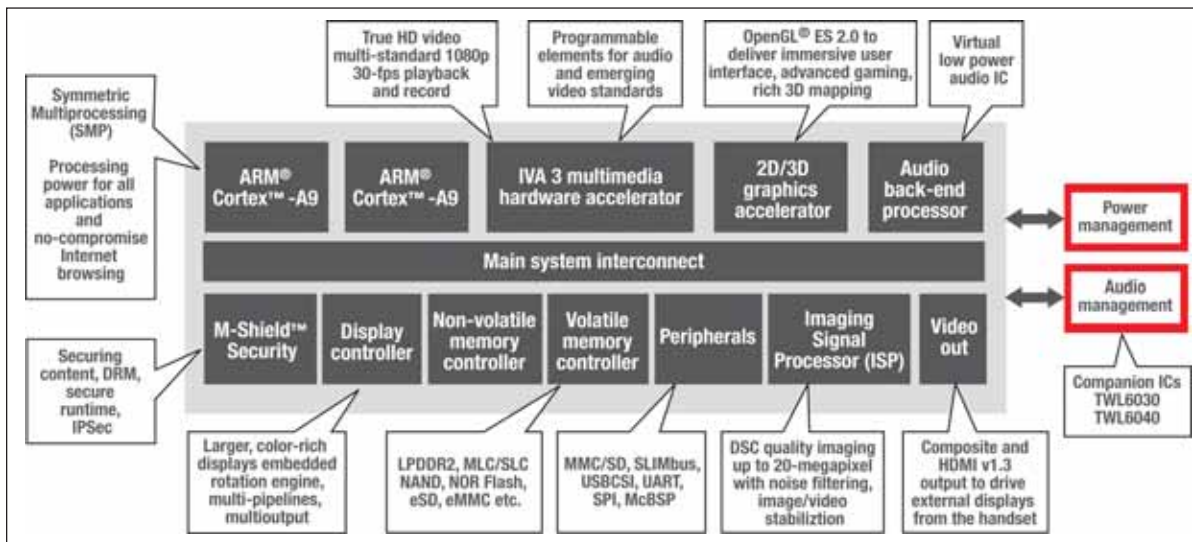 True HD video
multi-standard 1080p
30-fps playback
and record
Programmable
elements for audio
and emerging
video standards
OpenGL® ES 2.0 to
deliver immersive user
interface, advanced gaming,
rich 3D mapping
Virtual
low power
audio IC
Symmetric
Multiprocessing
(SMP)
Processing
power for all
applications
and
no-compromise
Internet
browsing
ARM®
Cortex™ -A9
ARM®
Cortex™ -A9
IVA 3 multimedia
hardware accelerator
2D/3D
graphics
accelerator
Audio
back-end
processor
Power
management
Main system interconnect
Audio
management
M-Shield™
Security
Display
controller
Non-volatile
memory
controller
Volatile
memory
controller
Peripherals
Imaging
Signal
Processor (ISP)
Video
out
Securing
content, DRM,
secure
runtime,
IPSec
Companion ICs
TWL6030
TWL6040
Larger, color-rich
displays embedded
rotation engine,
multi-pipelines,
multioutput
LPDDR2, MLC/SLC
NAND, NOR Flash,
eSD, eMMC etc.
MMC/SD, SLIMbus,
USBCSI, UART,
SPI, McBSP
DSC quality imaging
up to 20-megapixel
with noise filtering,
image/video
stabiliztion
Composite and
HDMI v1.3
output to drive
external displays
from the handset